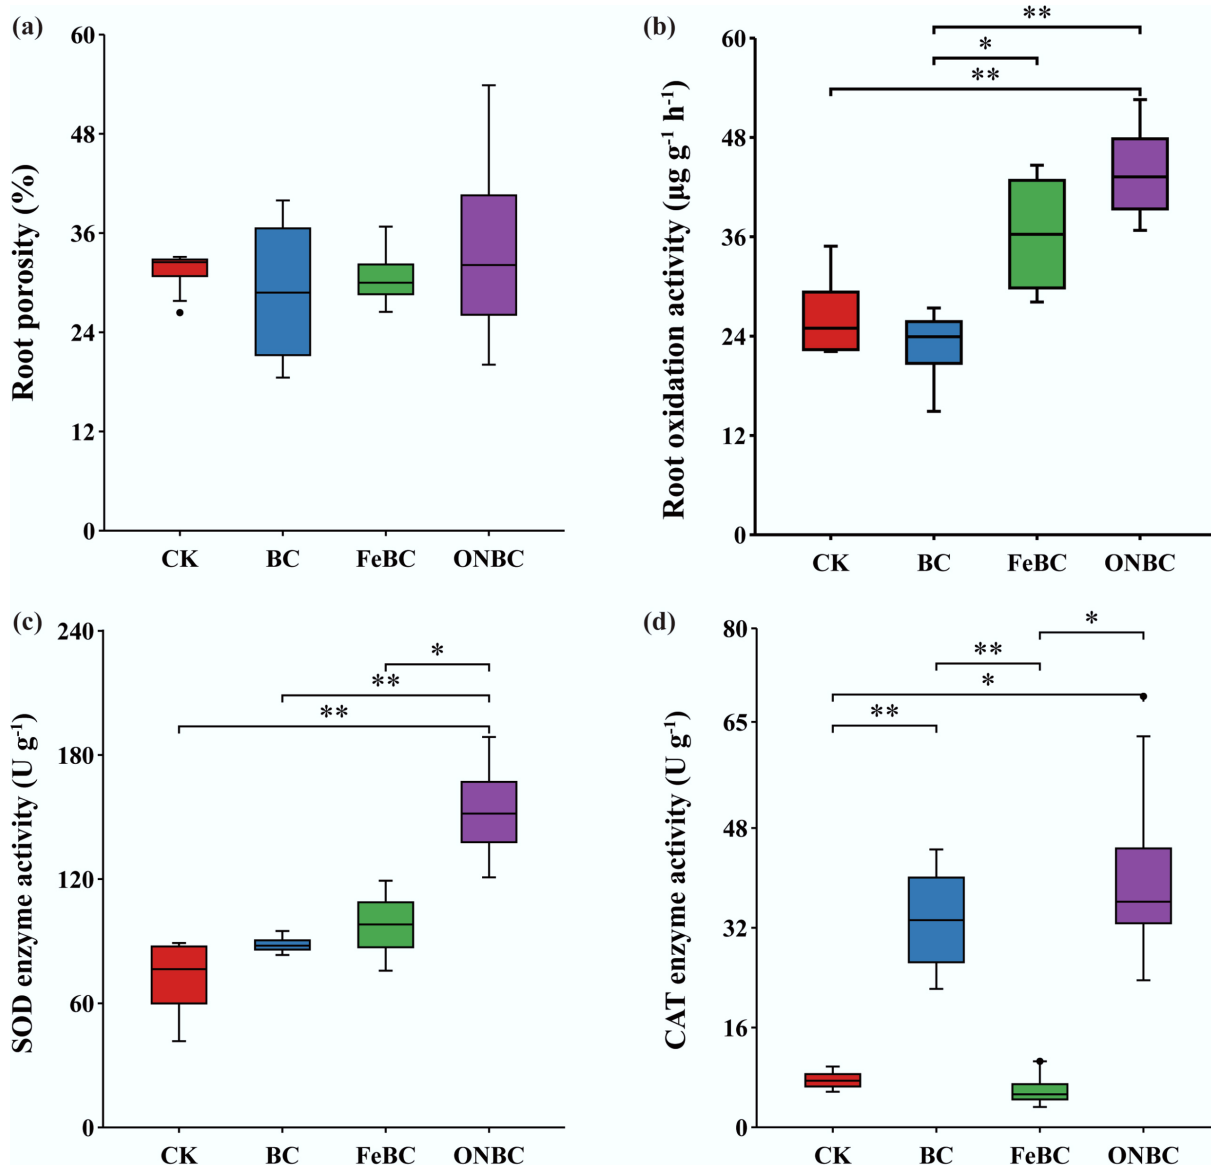 (a)
60
48
36
24
12
0
Root porosity (%)
CK BC FeBC ONBC
(b)
**
*
**
60
48
36
24
12
0
Root oxidation activity (µg g⁻¹ h⁻¹)
CK BC FeBC ONBC
(c)
*
**
**
240
180
120
60
0
SOD enzyme activity (U g⁻¹)
CK BC FeBC ONBC
(d)
*
**
*
**
80
65
48
32
16
0
CAT enzyme activity (U g⁻¹)
CK BC FeBC ONBC